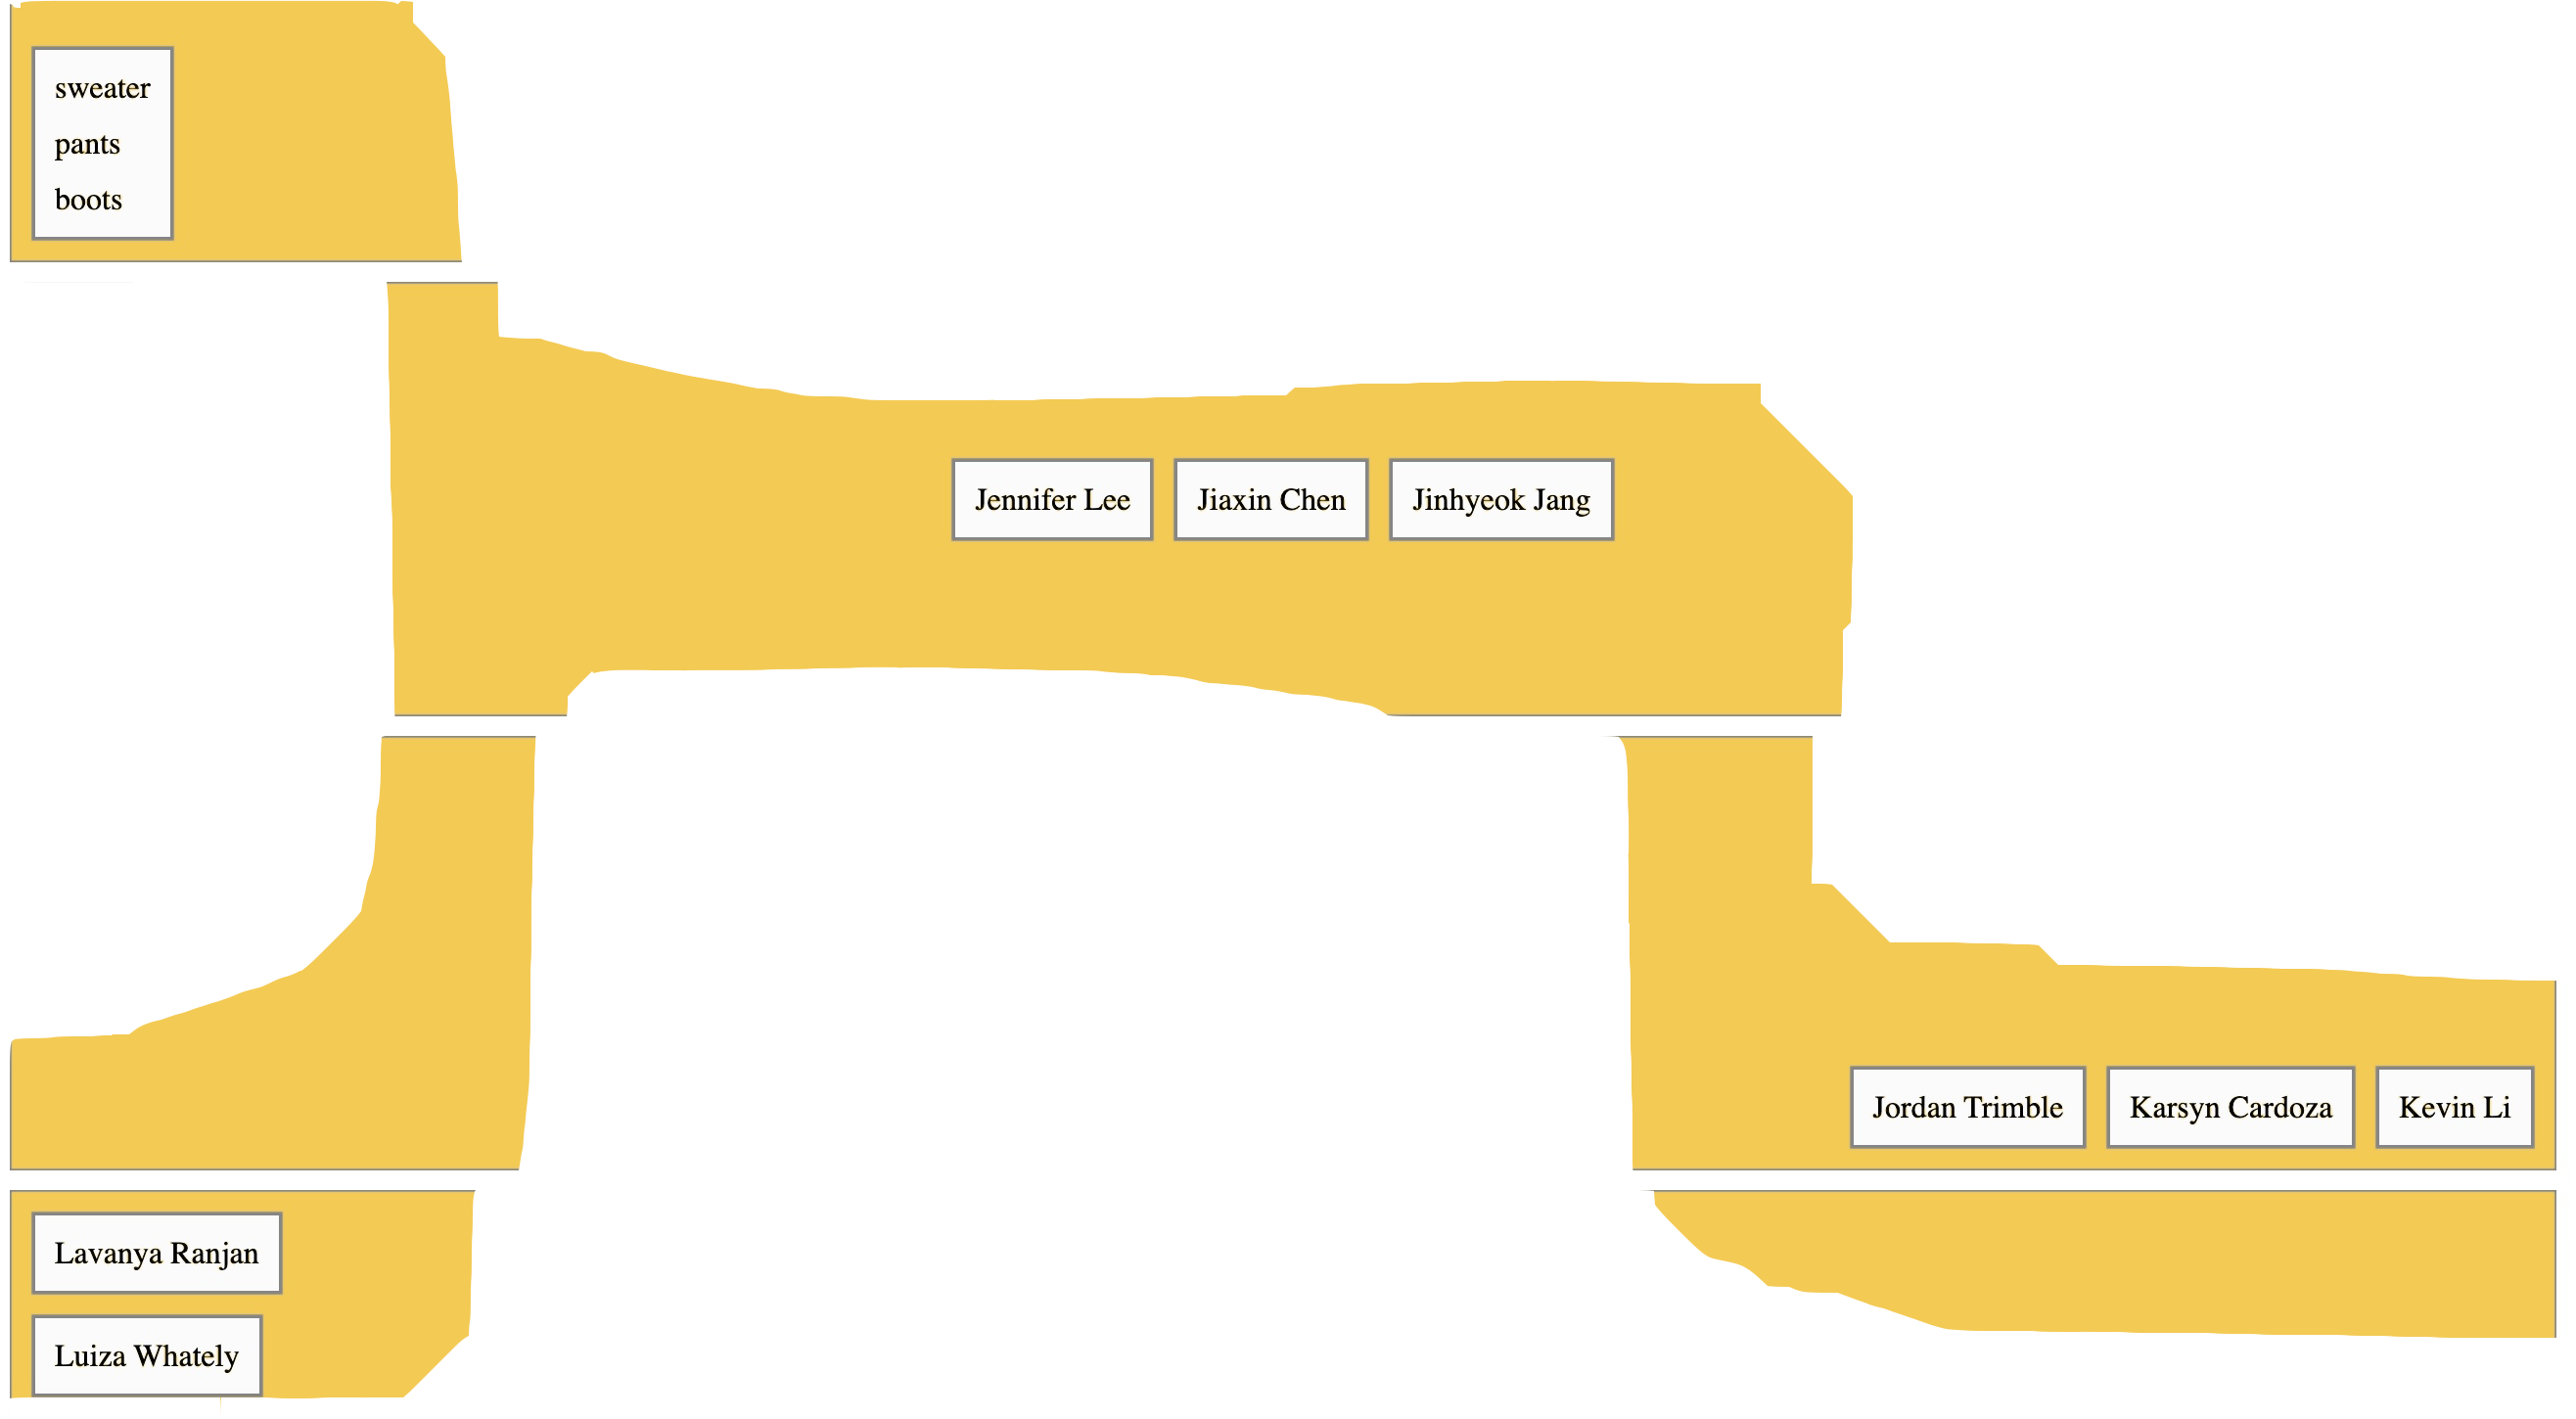 sweater
pants
boots
Jennifer Lee
Jiaxin Chen
Jinhyeok Jang
Jordan Trimble
Karsyn Cardoza
Kevin Li
Lavanya Ranjan
Luiza Whately